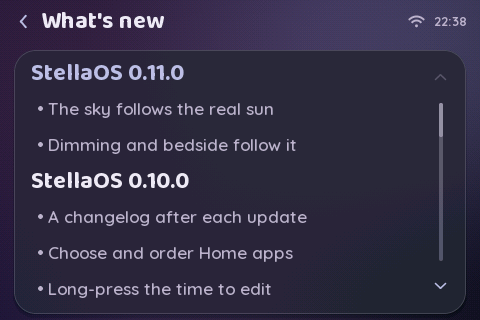 What's new
22:38
StellaOS 0.11.0
• The sky follows the real sun
• Dimming and bedside follow it
StellaOS 0.10.0
• A changelog after each update
• Choose and order Home apps
• Long-press the time to edit